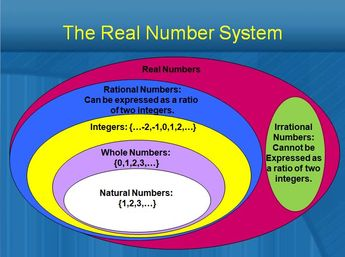 The Real Number System
Real Numbers
Rational Numbers:
Can be expressed as a ratio
of two integers.
Integers: {…-2,-1,0,1,2,…}
Whole Numbers:
{0,1,2,3,…}
Natural Numbers:
{1,2,3,…}
Irrational
Numbers:
Cannot be
Expressed as
a ratio of two
integers.